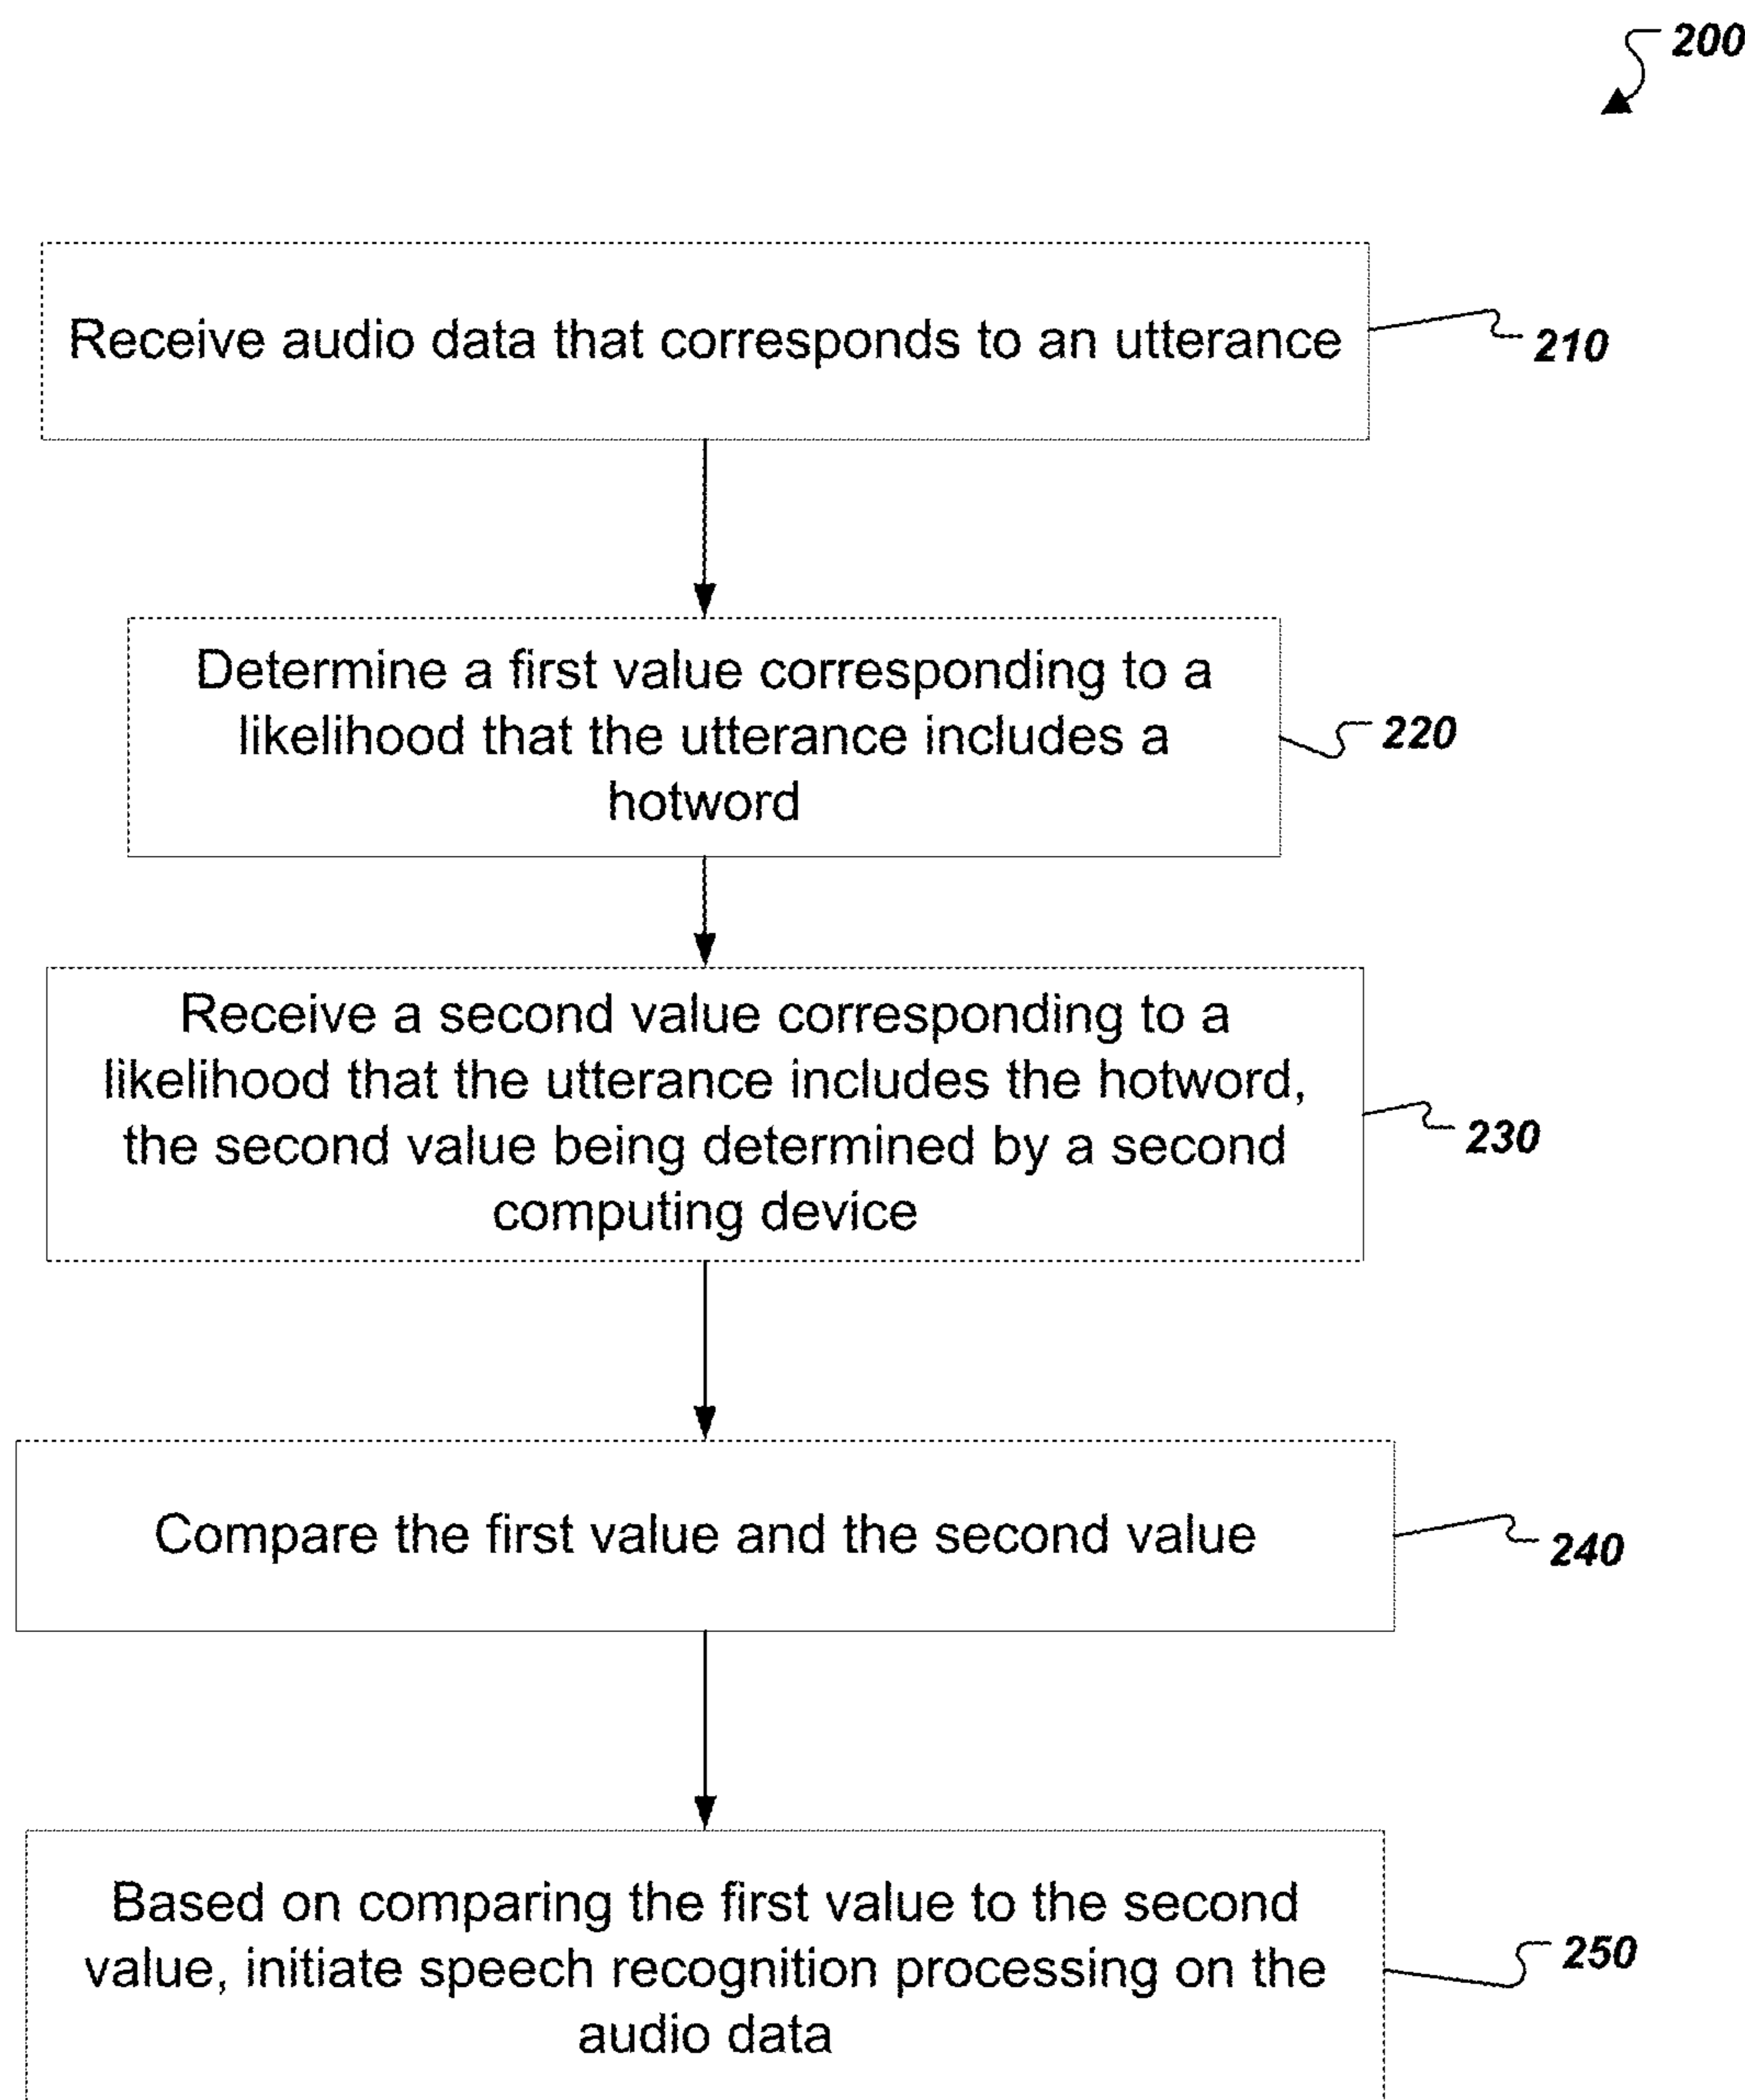 200
Receive audio data that corresponds to an utterance
210
Determine a first value corresponding to a
likelihood that the utterance includes a
hotword
220
Receive a second value corresponding to a
likelihood that the utterance includes the hotword,
the second value being determined by a second
computing device
230
Compare the first value and the second value
240
Based on comparing the first value to the second
value, initiate speech recognition processing on the
audio data
250